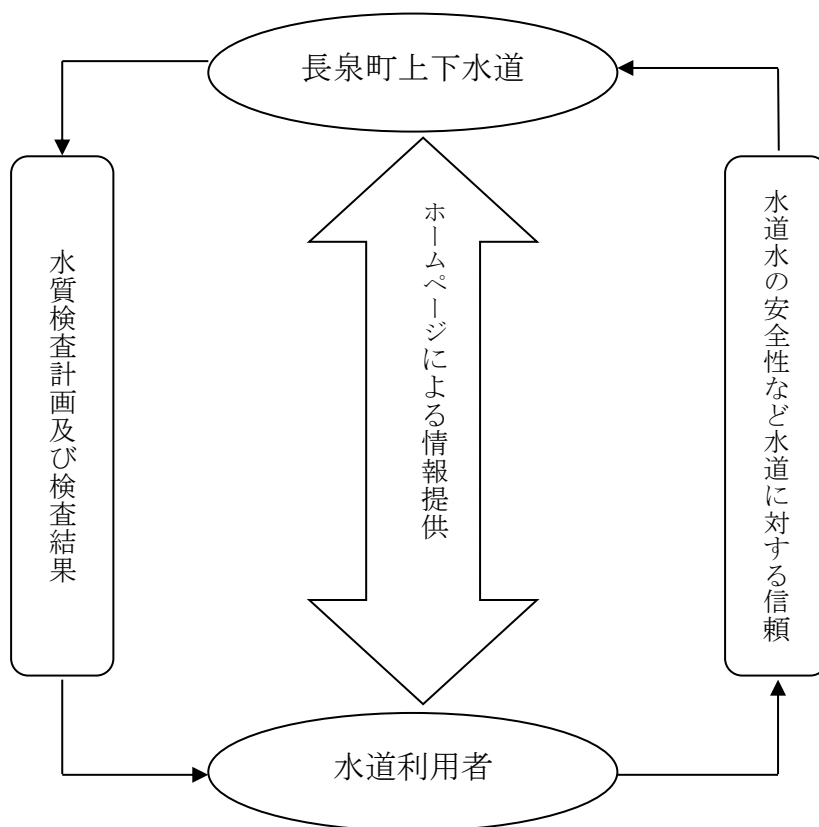 長泉町上下水道
水質検査計画及び検査結果
ホームページによる情報提供
水道水の安全性など水道に対する信頼
水道利用者